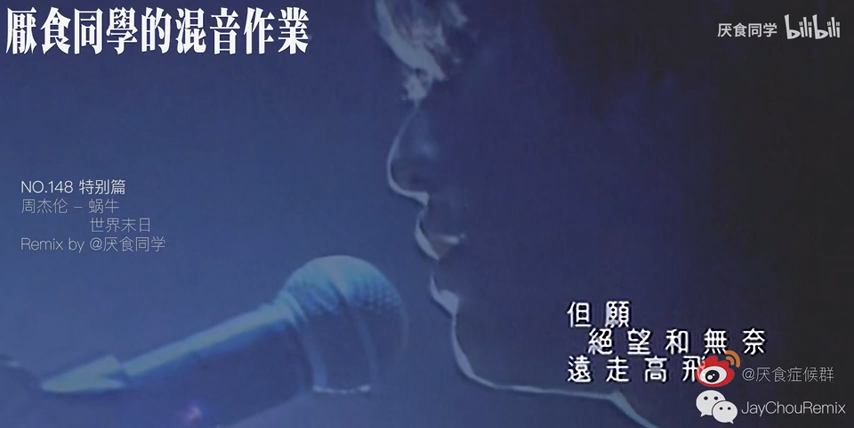 厭食同學的混音作業
厌食同学 bilibili
NO.148 特别篇
周杰伦 – 蜗牛
世界末日
Remix by @厌食同学
但願
絕望和無奈
遠走高飛
@厌食症候群
JayChouRemix